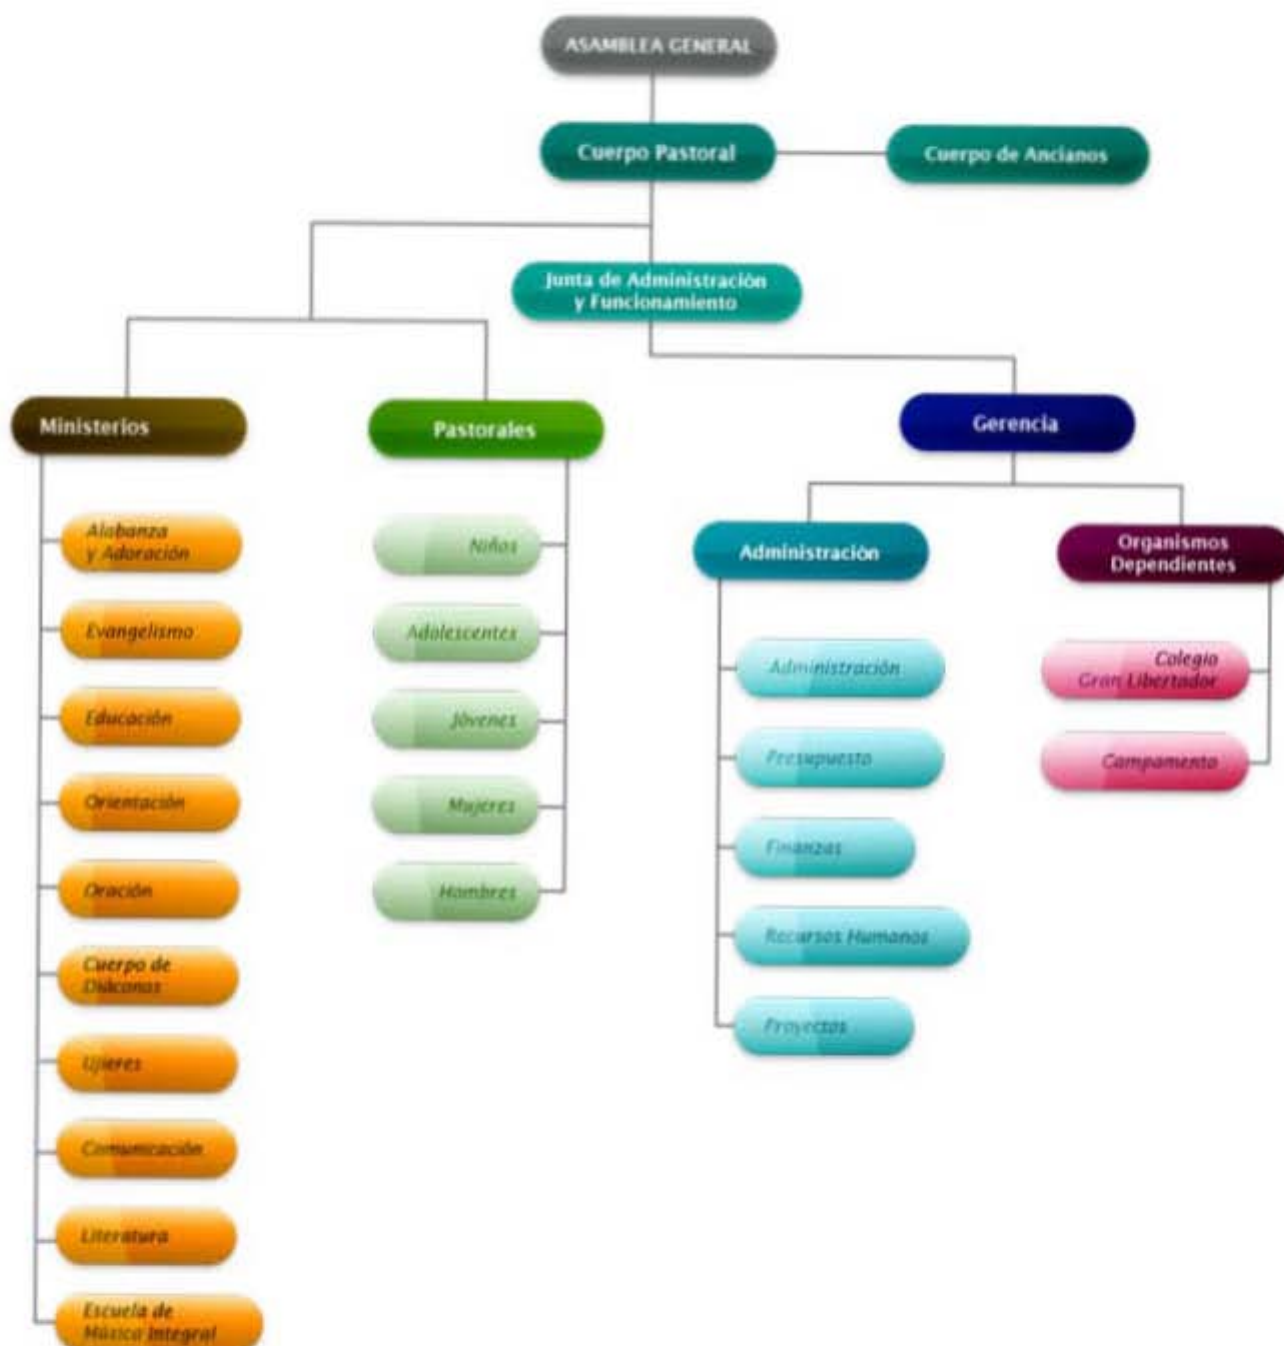 ASAMBLEA GENERAL
Cuerpo Pastoral
Cuerpo de Ancianos
Junta de Administración
y Funcionamiento
Ministerios
Pastorales
Gerencia
Alabanza
y Adoración
Evangelismo
Educación
Orientación
Oración
Cuerpo de
Diáconos
Ujieres
Comunicación
Literatura
Escuela de
Música Integral
Niños
Adolescentes
Jóvenes
Mujeres
Hombres
Administración
Organismos
Dependientes
Administración
Presupuesto
Finanzas
Recursos Humanos
Proyectos
Colegio
Gran Libertador
Campamento